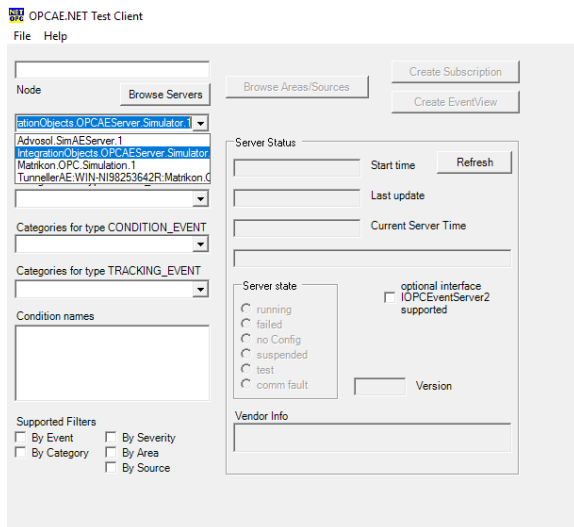 NET
OPC
OPCAE.NET Test Client
File Help
Node
Browse Servers
Browse Areas/Sources
Create Subscription
Create EventView
ationObjects.OPCAEServer.Simulator.1
Advosol.SimAEServer.1
IntegrationObjects.OPCAEServer.Simulator.
Matrikon.OPC.Simulation.1
TunnellerAE:WIN-NI98253642R:Matrikon.O
Categories for type CONDITION_EVENT
Categories for type TRACKING_EVENT
Condition names
Supported Filters
By Event
By Severity
By Category
By Area
By Source
Server Status
Start time
Refresh
Last update
Current Server Time
Server state
running
failed
no Config
suspended
test
comm fault
optional interface
IOPCEventServer2
supported
Version
Vendor Info